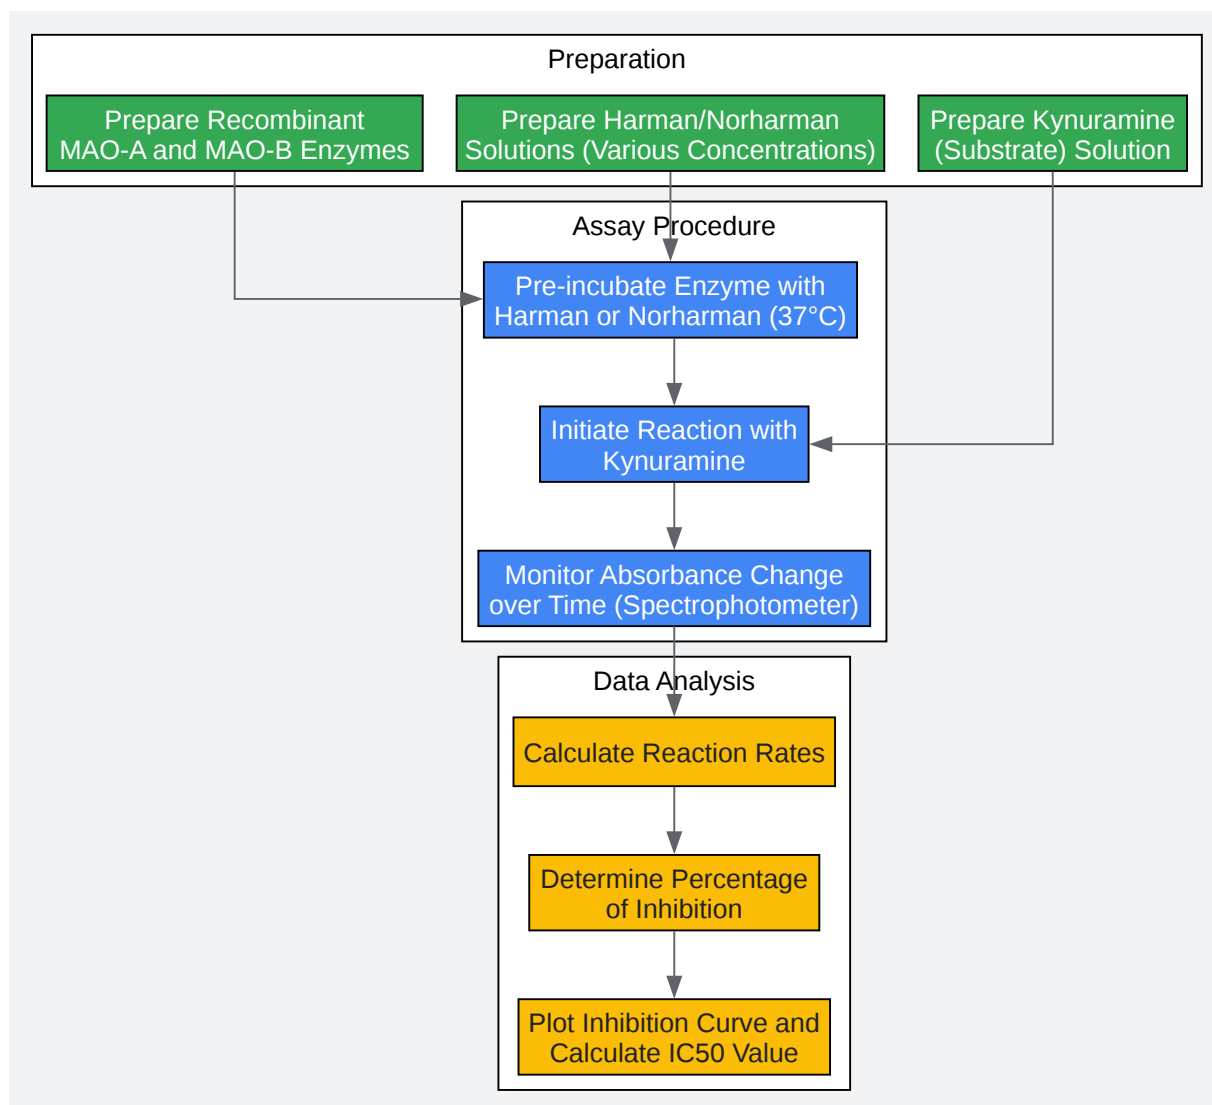 Preparation
Prepare Recombinant
MAO-A and MAO-B Enzymes
Prepare Harman/Norharman
Solutions (Various Concentrations)
Prepare Kynuramine
(Substrate) Solution
Assay Procedure
Pre-incubate Enzyme with
Harman or Norharman (37°C)
Initiate Reaction with
Kynuramine
Monitor Absorbance Change
over Time (Spectrophotometer)
Data Analysis
Calculate Reaction Rates
Determine Percentage
of Inhibition
Plot Inhibition Curve and
Calculate IC50 Value